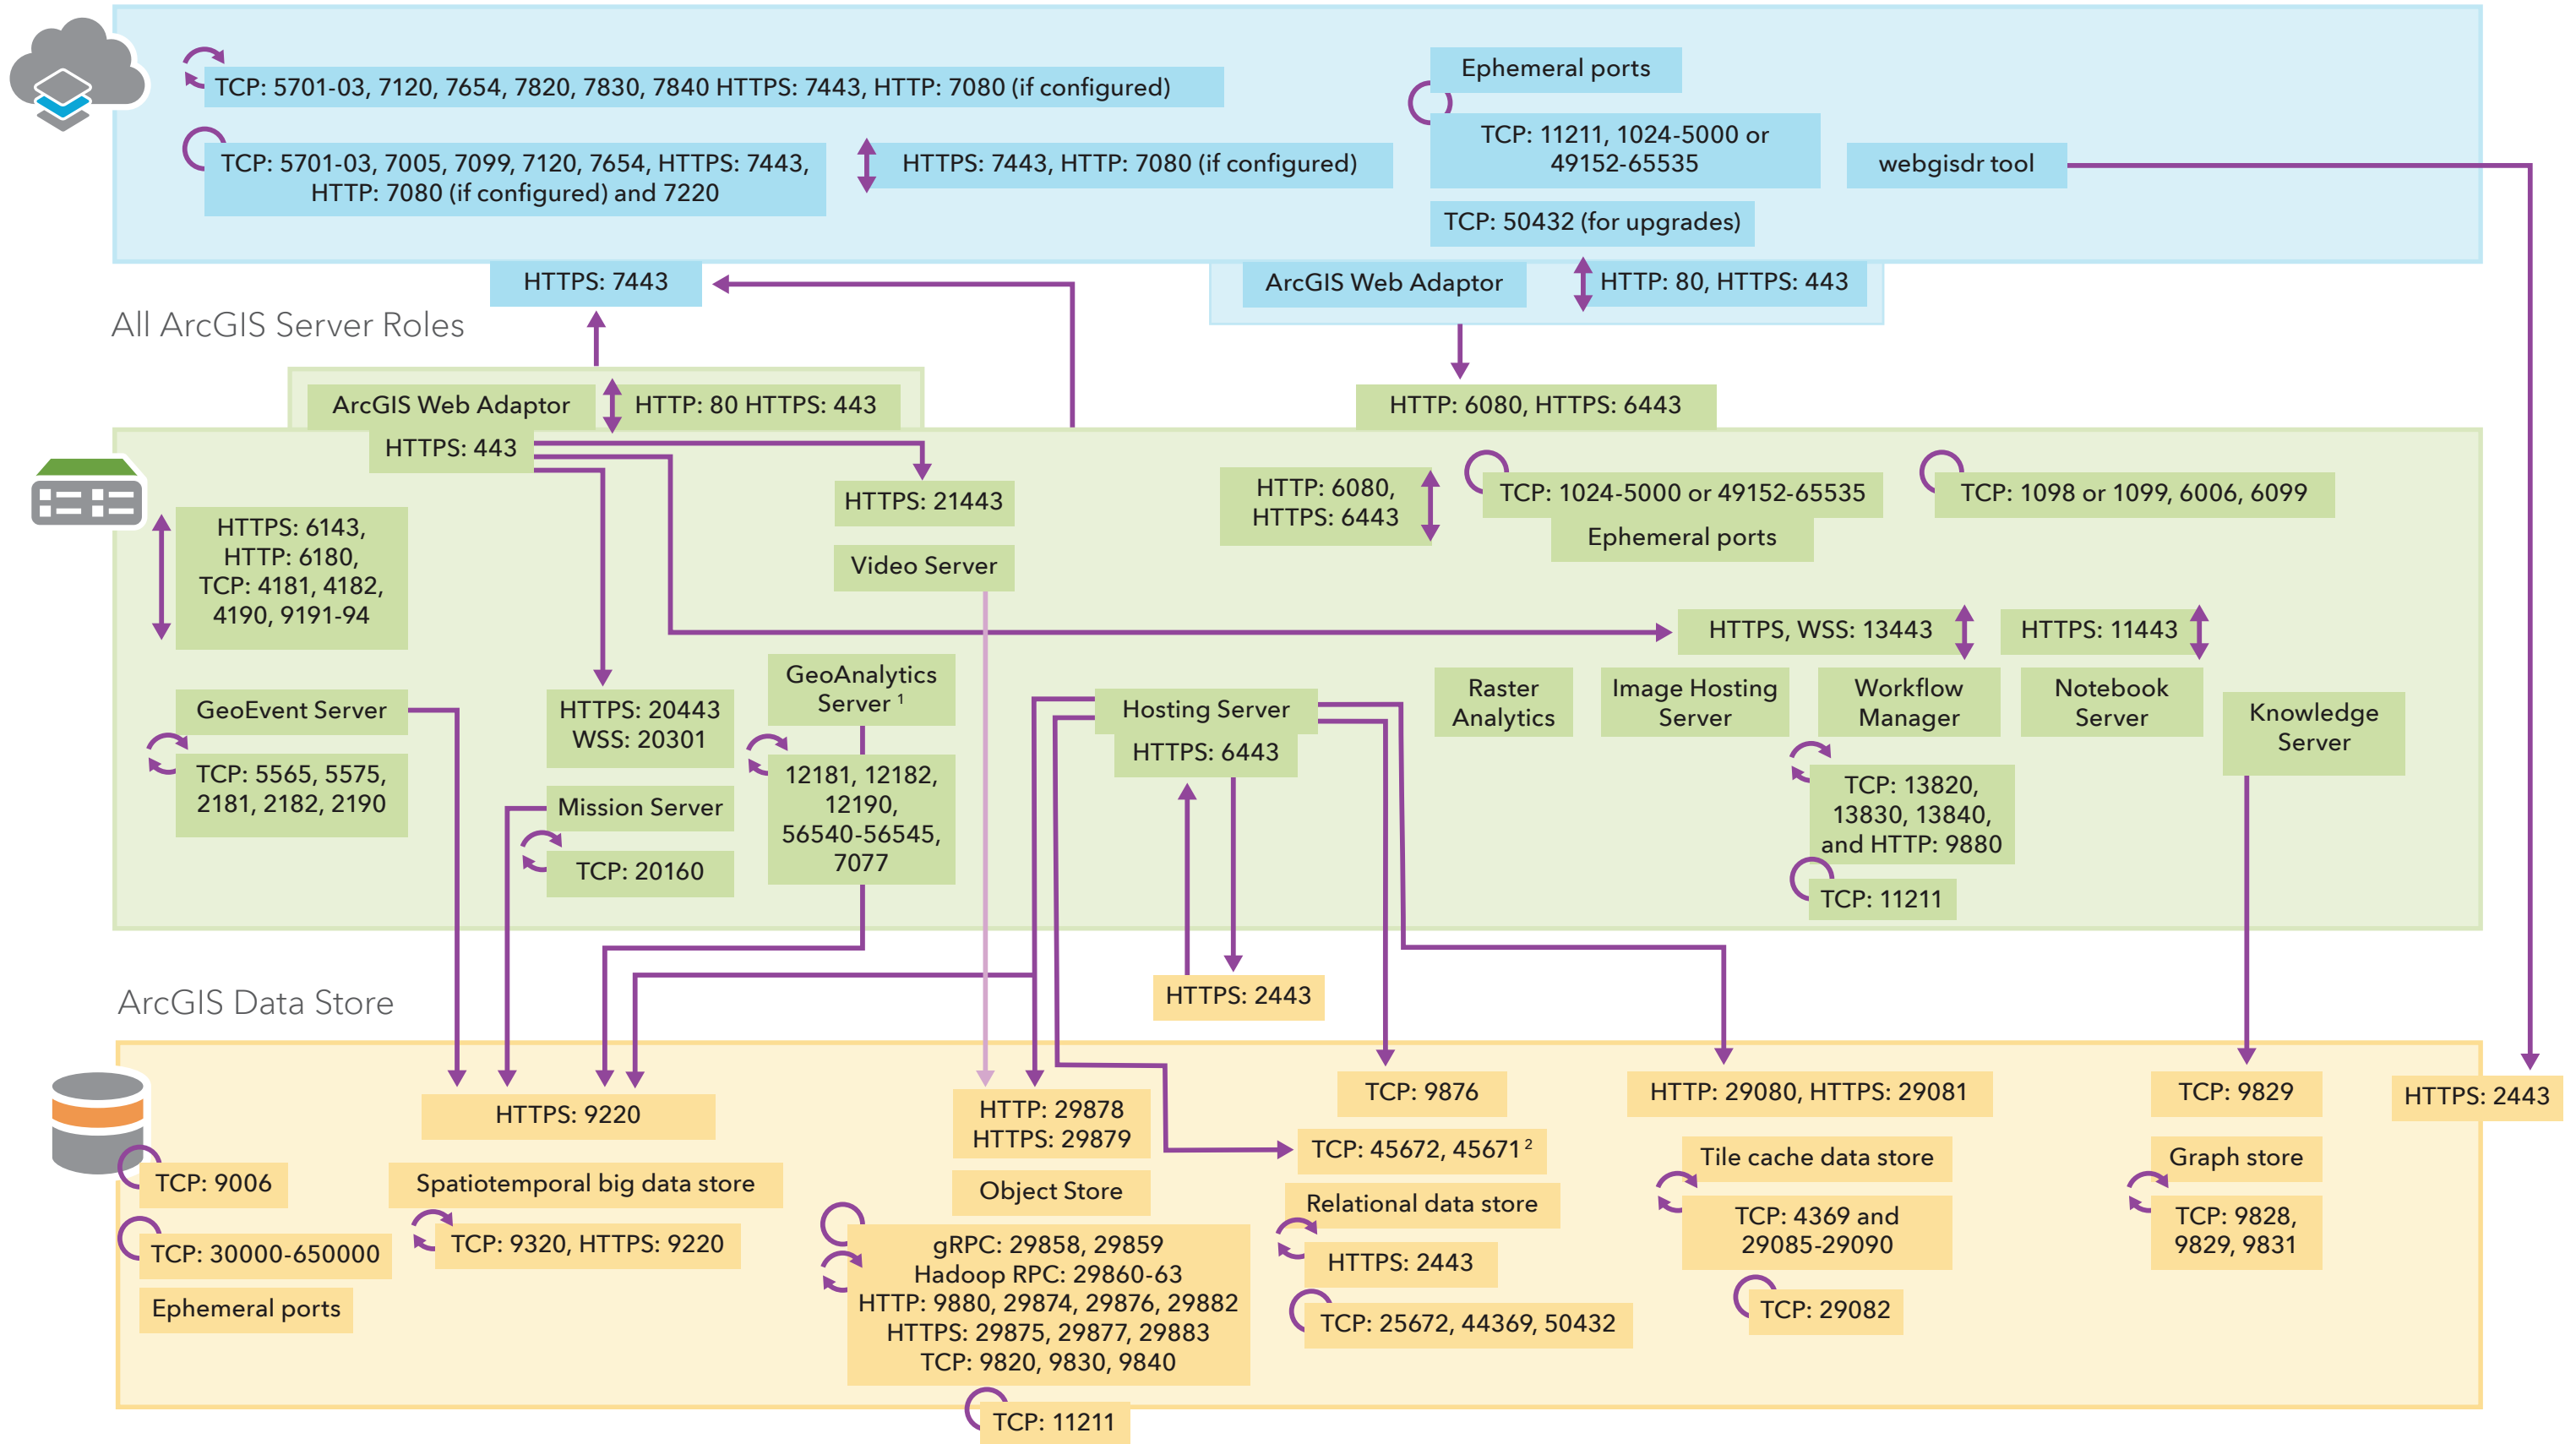 TCP: 5701-03, 7120, 7654, 7820, 7830, 7840 HTTPS: 7443, HTTP: 7080 (if configured)
TCP: 5701-03, 7005, 7099, 7120, 7654, HTTPS: 7443,
HTTP: 7080 (if configured) and 7220
HTTPS: 7443, HTTP: 7080 (if configured)
Ephemeral ports
TCP: 11211, 1024-5000 or
49152-65535
TCP: 50432 (for upgrades)
webgisdr tool
HTTPS: 7443
ArcGIS Web Adaptor
HTTP: 80, HTTPS: 443
All ArcGIS Server Roles
ArcGIS Web Adaptor
HTTP: 80 HTTPS: 443
HTTPS: 443
HTTP: 6080, HTTPS: 6443
HTTPS: 21443
Video Server
HTTP: 6080,
HTTPS: 6443
TCP: 1024-5000 or 49152-65535
Ephemeral ports
TCP: 1098 or 1099, 6006, 6099
HTTPS: 6143,
HTTP: 6180,
TCP: 4181, 4182,
4190, 9191-94
GeoEvent Server
TCP: 5565, 5575,
2181, 2182, 2190
HTTPS: 20443
WSS: 20301
Mission Server
TCP: 20160
GeoAnalytics
Server 1
12181, 12182,
12190,
56540-56545,
7077
Hosting Server
HTTPS: 6443
HTTPS, WSS: 13443
HTTPS: 11443
Raster
Analytics
Image Hosting
Server
Workflow
Manager
Notebook
Server
Knowledge
Server
TCP: 13820,
13830, 13840,
and HTTP: 9880
TCP: 11211
HTTPS: 2443
ArcGIS Data Store
HTTPS: 9220
HTTP: 29878
HTTPS: 29879
TCP: 9876
HTTP: 29080, HTTPS: 29081
TCP: 9829
HTTPS: 2443
TCP: 9006
TCP: 30000-650000
Ephemeral ports
Spatiotemporal big data store
TCP: 9320, HTTPS: 9220
Object Store
gRPC: 29858, 29859
Hadoop RPC: 29860-63
HTTP: 9880, 29874, 29876, 29882
HTTPS: 29875, 29877, 29883
TCP: 9820, 9830, 9840
TCP: 11211
TCP: 45672, 45671 2
Relational data store
HTTPS: 2443
TCP: 25672, 44369, 50432
Tile cache data store
TCP: 4369 and
29085-29090
TCP: 29082
Graph store
TCP: 9828,
9829, 9831